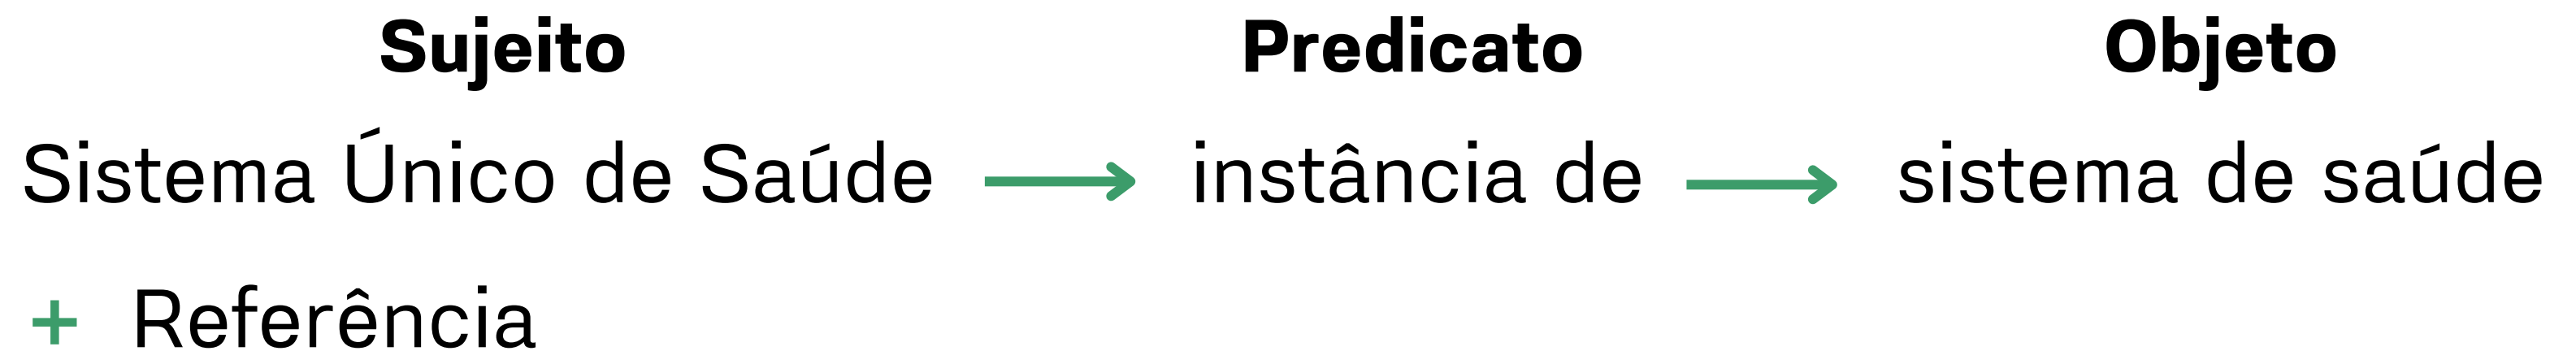 Sujeito Predicato Objeto
Sistema Único de Saúde → instância de → sistema de saúde
+ Referência